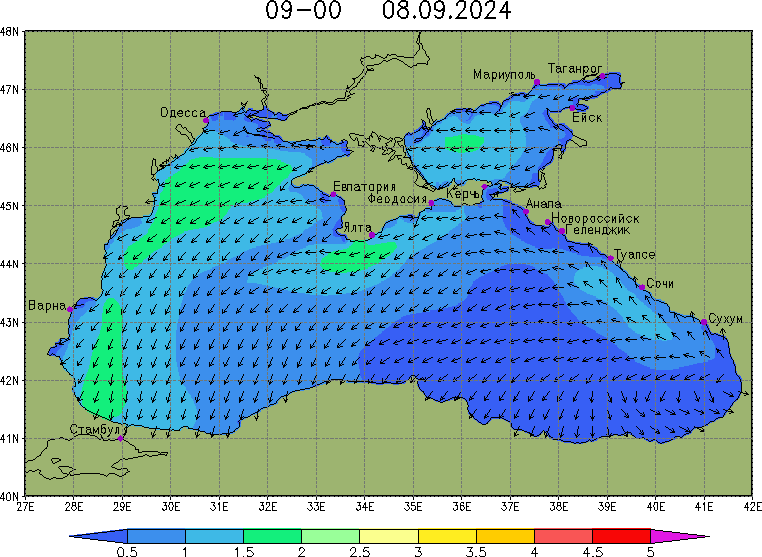 09-00 08.09.2024
48N
47N
46N
45N
44N
43N
42N
41N
40N
Таганрог
Мариуполь
Ейск
Одесса
Евпатория
Керчь
Феодосия
Анапа
Новороссийск
Ялта
Геленджик
Туапсе
Сочи
Варна
Сухум
Стамбул
27E 28E 29E 30E 31E 32E 33E 34E 35E 36E 37E 38E 39E 40E 41E 42E
0.5 1 1.5 2 2.5 3 3.5 4 4.5 5